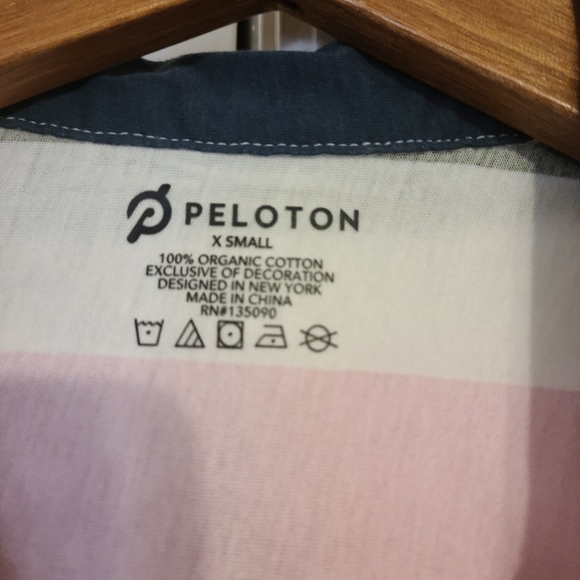 PELOTON
X SMALL
100% ORGANIC COTTON
EXCLUSIVE OF DECORATION
DESIGNED IN NEW YORK
MADE IN CHINA
RN#135090